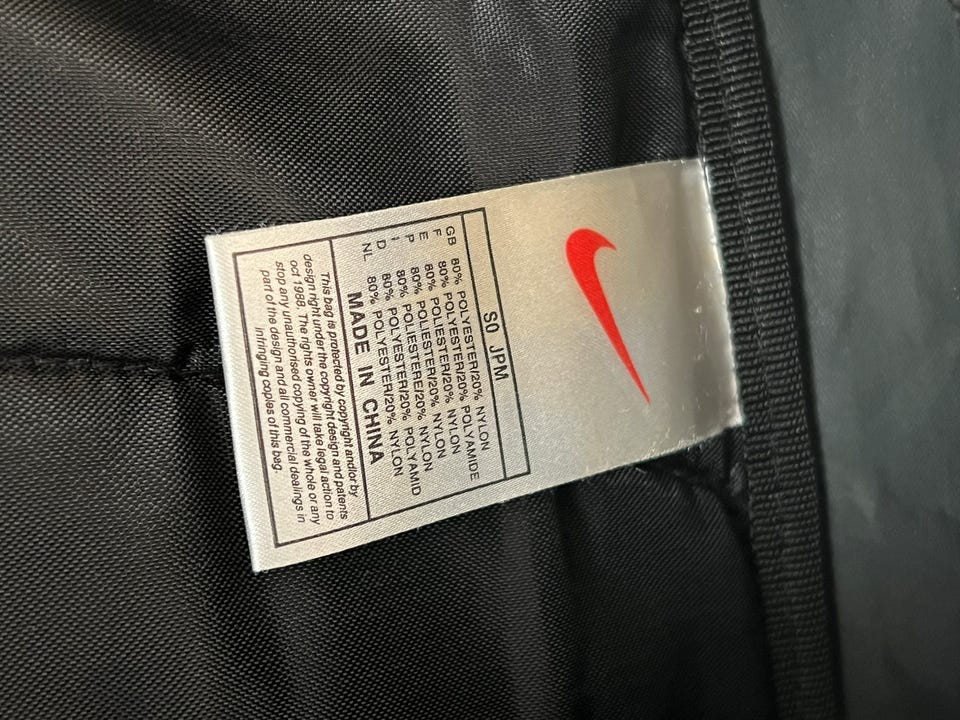 S0 JPM
GB 80% POLYESTER/20% NYLON
F 80% POLYESTER/20% POLYAMIDE
E 80% POLIESTER/20% NYLON
P 80% POLIESTER/20% NYLON
I 80% POLIESTERE/20% NYLON
D 80% POLYESTER/20% POLYAMID
NL 80% POLYESTER/20% NYLON
MADE IN CHINA
This bag is protected by copyright and/or by
design right under the copyright design and patents
oct 1988. The rights owner will take legal action to
stop any unauthorised copying of the whole or any
part of the design and all commercial dealings in
infringing copies of this bag.